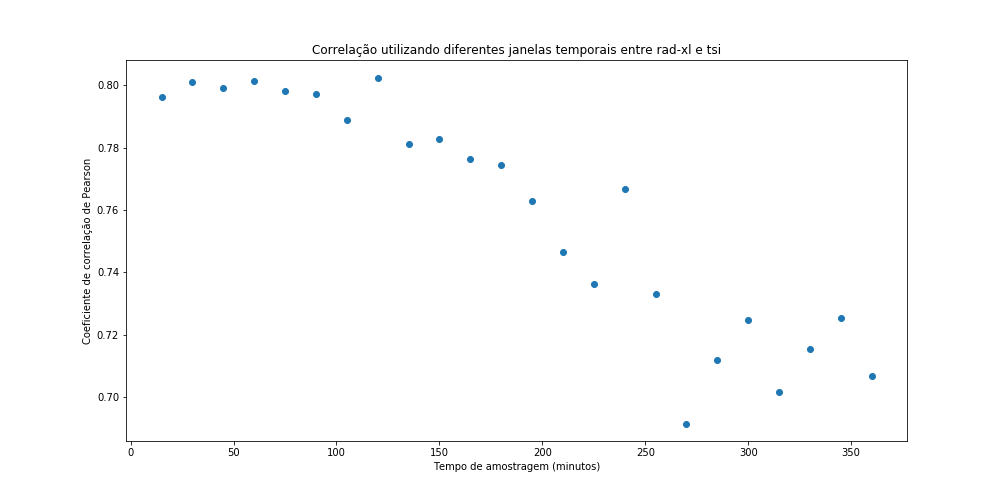 Correlação utilizando diferentes janelas temporais entre rad-xl e tsi
0.80
0.78
0.76
0.74
0.72
0.70
Coeficiente de correlação de Pearson
0 50 100 150 200 250 300 350
Tempo de amostragem (minutos)